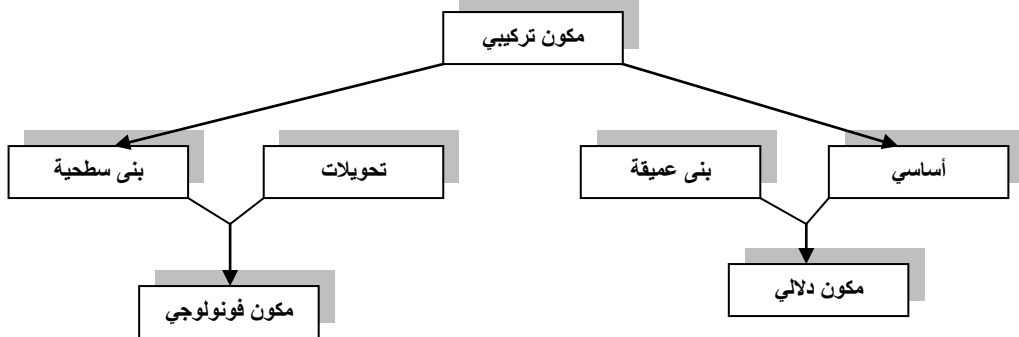 مكون تركيبي
أساسي
بنى عميقة
تحويلات
بنى سطحية
مكون دلالي
مكون فونولوجي